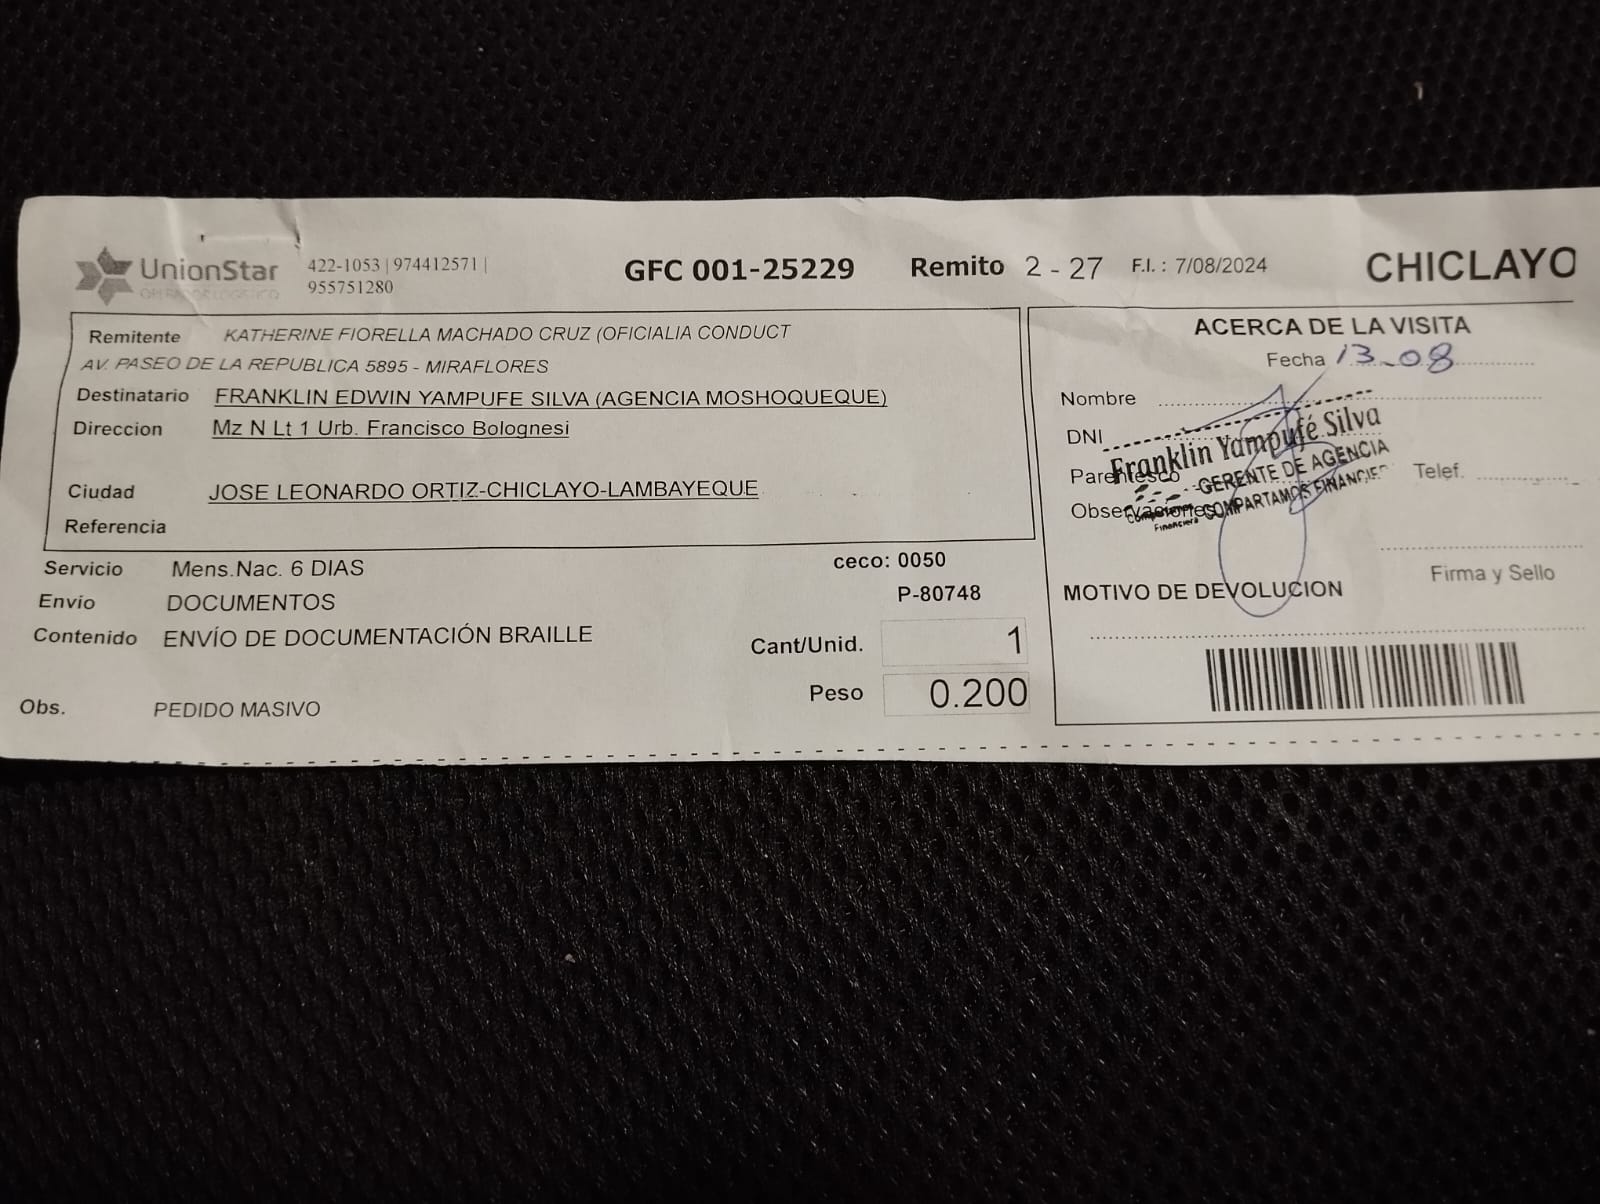 UnionStar
OPERADOR LOGISTICO
422-1053 | 974412571 |
955751280
GFC 001-25229 Remito 2 - 27 F.I. : 7/08/2024 CHICLAYO
Remitente KATHERINE FIORELLA MACHADO CRUZ (OFICIALIA CONDUCT
AV. PASEO DE LA REPUBLICA 5895 - MIRAFLORES
Destinatario FRANKLIN EDWIN YAMPUFE SILVA (AGENCIA MOSHOQUEQUE)
Direccion Mz N Lt 1 Urb. Francisco Bolognesi
Ciudad JOSE LEONARDO ORTIZ-CHICLAYO-LAMBAYEQUE
Referencia
Servicio Mens.Nac. 6 DIAS ceco: 0050
Envio DOCUMENTOS P-80748
Contenido ENVÍO DE DOCUMENTACIÓN BRAILLE Cant/Unid. 1
Peso 0.200
Obs. PEDIDO MASIVO
ACERCA DE LA VISITA
Fecha 13-08
Nombre
DNI
Parentesco Telef.
Observaciones
Franklin Yampufé Silva
GERENTE DE AGENCIA
COMPARTAMOS FINANCIER
Compartamos
Financiera
Firma y Sello
MOTIVO DE DEVOLUCION